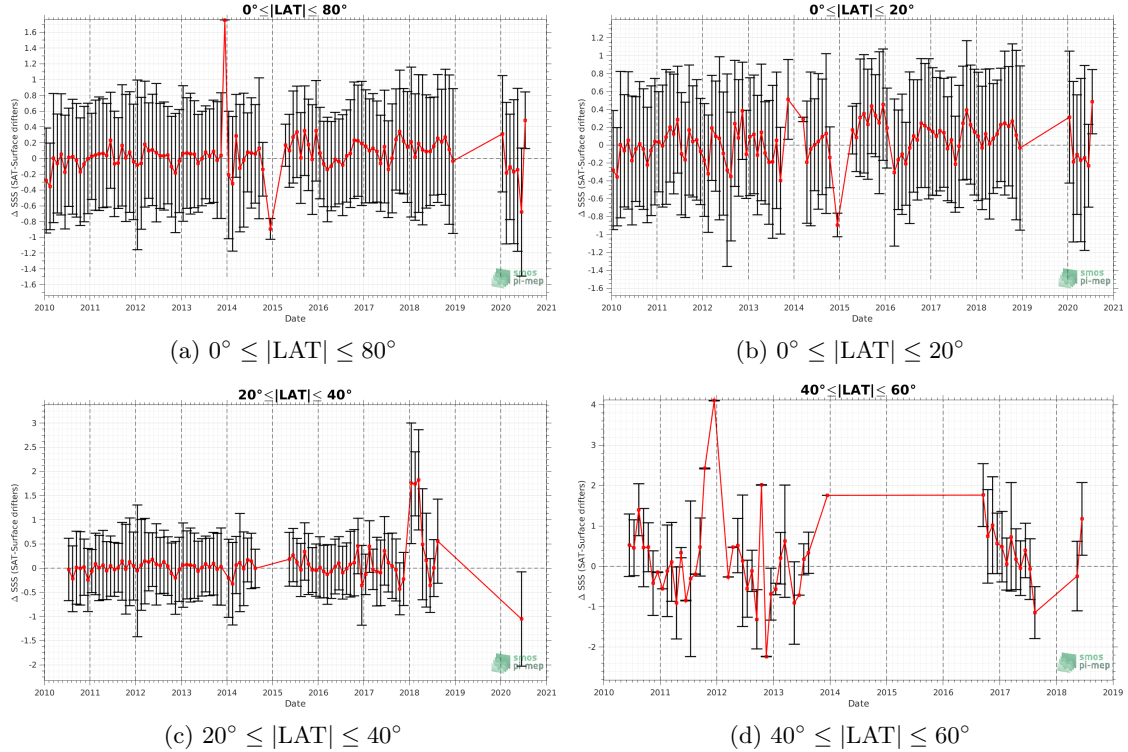 0°≤|LAT|≤ 80°
Δ SSS (SAT-Surface drifters)
1.6
1.4
1.2
1
0.8
0.6
0.4
0.2
0
-0.2
-0.4
-0.6
-0.8
-1
-1.2
-1.4
-1.6
smos
pi-mep
2010 2011 2012 2013 2014 2015 2016 2017 2018 2019 2020 2021
Date
(a) 0° ≤ |LAT| ≤ 80°
0°≤|LAT|≤ 20°
Δ SSS (SAT-Surface drifters)
1.2
1
0.8
0.6
0.4
0.2
0
-0.2
-0.4
-0.6
-0.8
-1
-1.2
-1.4
-1.6
smos
pi-mep
2010 2011 2012 2013 2014 2015 2016 2017 2018 2019 2020 2021
Date
(b) 0° ≤ |LAT| ≤ 20°
20°≤|LAT|≤ 40°
Δ SSS (SAT-Surface drifters)
3
2.5
2
1.5
1
0.5
0
-0.5
-1
-1.5
-2
smos
pi-mep
2010 2011 2012 2013 2014 2015 2016 2017 2018 2019 2020 2021
Date
(c) 20° ≤ |LAT| ≤ 40°
40°≤|LAT|≤ 60°
Δ SSS (SAT-Surface drifters)
4
3
2
1
0
-1
-2
smos
pi-mep
2010 2011 2012 2013 2014 2015 2016 2017 2018 2019
Date
(d) 40° ≤ |LAT| ≤ 60°